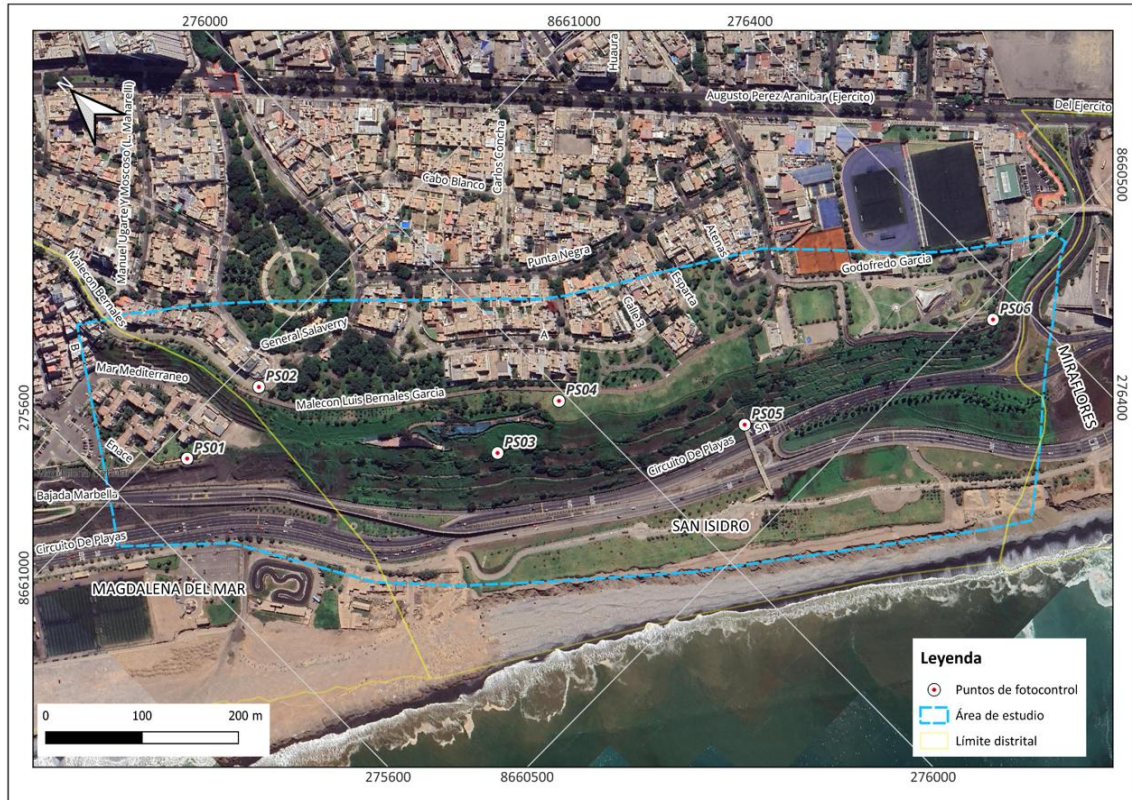 276000
8661000
276400
N
Huaura
Augusto Perez Aranibar (Ejercito)
Del Ejercito
Manuel Ugarte Y Moscoso (L. Mannarelli)
Carlos Concha
Cabo Blanco
8660500
Punta Negra
Atenas
Godofredo Garcia
Malecon Bernales
Esparta
Calle 3
General Salaverry
A
B
PS06
Mar Mediterraneo
PS02
Malecon Luis Bernales Garcia
PS04
MIRAFLORES
275600
276400
PS05
SE
Enace
PS01
PS03
Circuito De Playas
Bajada Marbella
SAN ISIDRO
Circuito De Playas
8661000
MAGDALENA DEL MAR
Leyenda
Puntos de fotocontrol
Área de estudio
Límite distrital
0 100 200 m
275600
8660500
276000